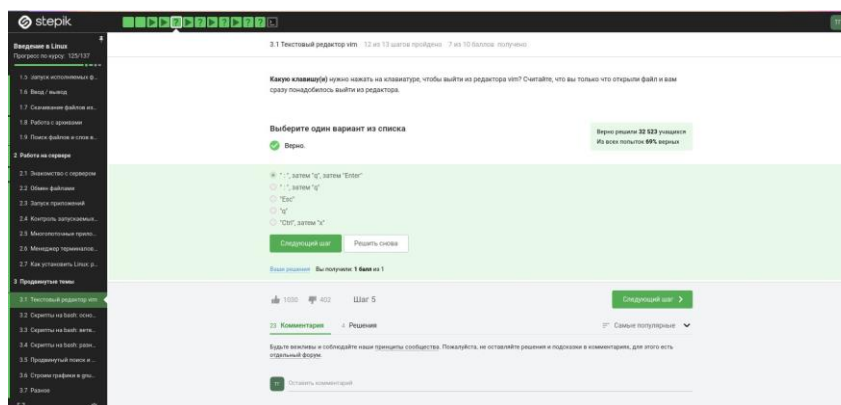 stepik
Введение в Linux
Прогресс по курсу: 125/137
1.5 Запуск исполняемых ф...
1.6 Ввод / вывод
1.7 Скачивание файлов из...
1.8 Работа с архивами
1.9 Поиск файлов и слов в...
2 Работа на сервере
2.1 Знакомство с сервером
2.2 Обмен файлами
2.3 Запуск приложений
2.4 Контроль запускаемых...
2.5 Многопоточные прило...
2.6 Менеджер терминалов...
2.7 Как установить Linux: р...
3 Продвинутые темы
3.1 Текстовый редактор vim
3.2 Скрипты на bash: осно...
3.3 Скрипты на bash: ветв...
3.4 Скрипты на bash: разн...
3.5 Продвинутый поиск и ...
3.6 Строим графики в gnu...
3.7 Разное
3.1 Текстовый редактор vim 12 из 13 шагов пройдено 7 из 10 баллов получено
Какую клавишу(и) нужно нажать на клавиатуре, чтобы выйти из редактора vim? Считайте, что вы только что открыли файл и вам
сразу понадобилось выйти из редактора.
Выберите один вариант из списка
Верно.
Верно решили 32 523 учащихся
Из всех попыток 69% верных
":", затем "q", затем "Enter"
":", затем "q"
"Esc"
"q"
"Ctrl", затем "x"
Следующий шаг Решить снова
Ваши решения Вы получили: 1 балл из 1
1030 402 Шаг 5 Следующий шаг
23 Комментария 4 Решения Самые популярные
Будьте вежливы и соблюдайте наши принципы сообщества. Пожалуйста, не оставляйте решения и подсказки в комментариях, для этого есть
отдельный форум.
Оставить комментарий